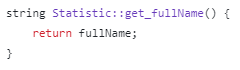 string Statistic::get_fullName() {
    return fullName;
}